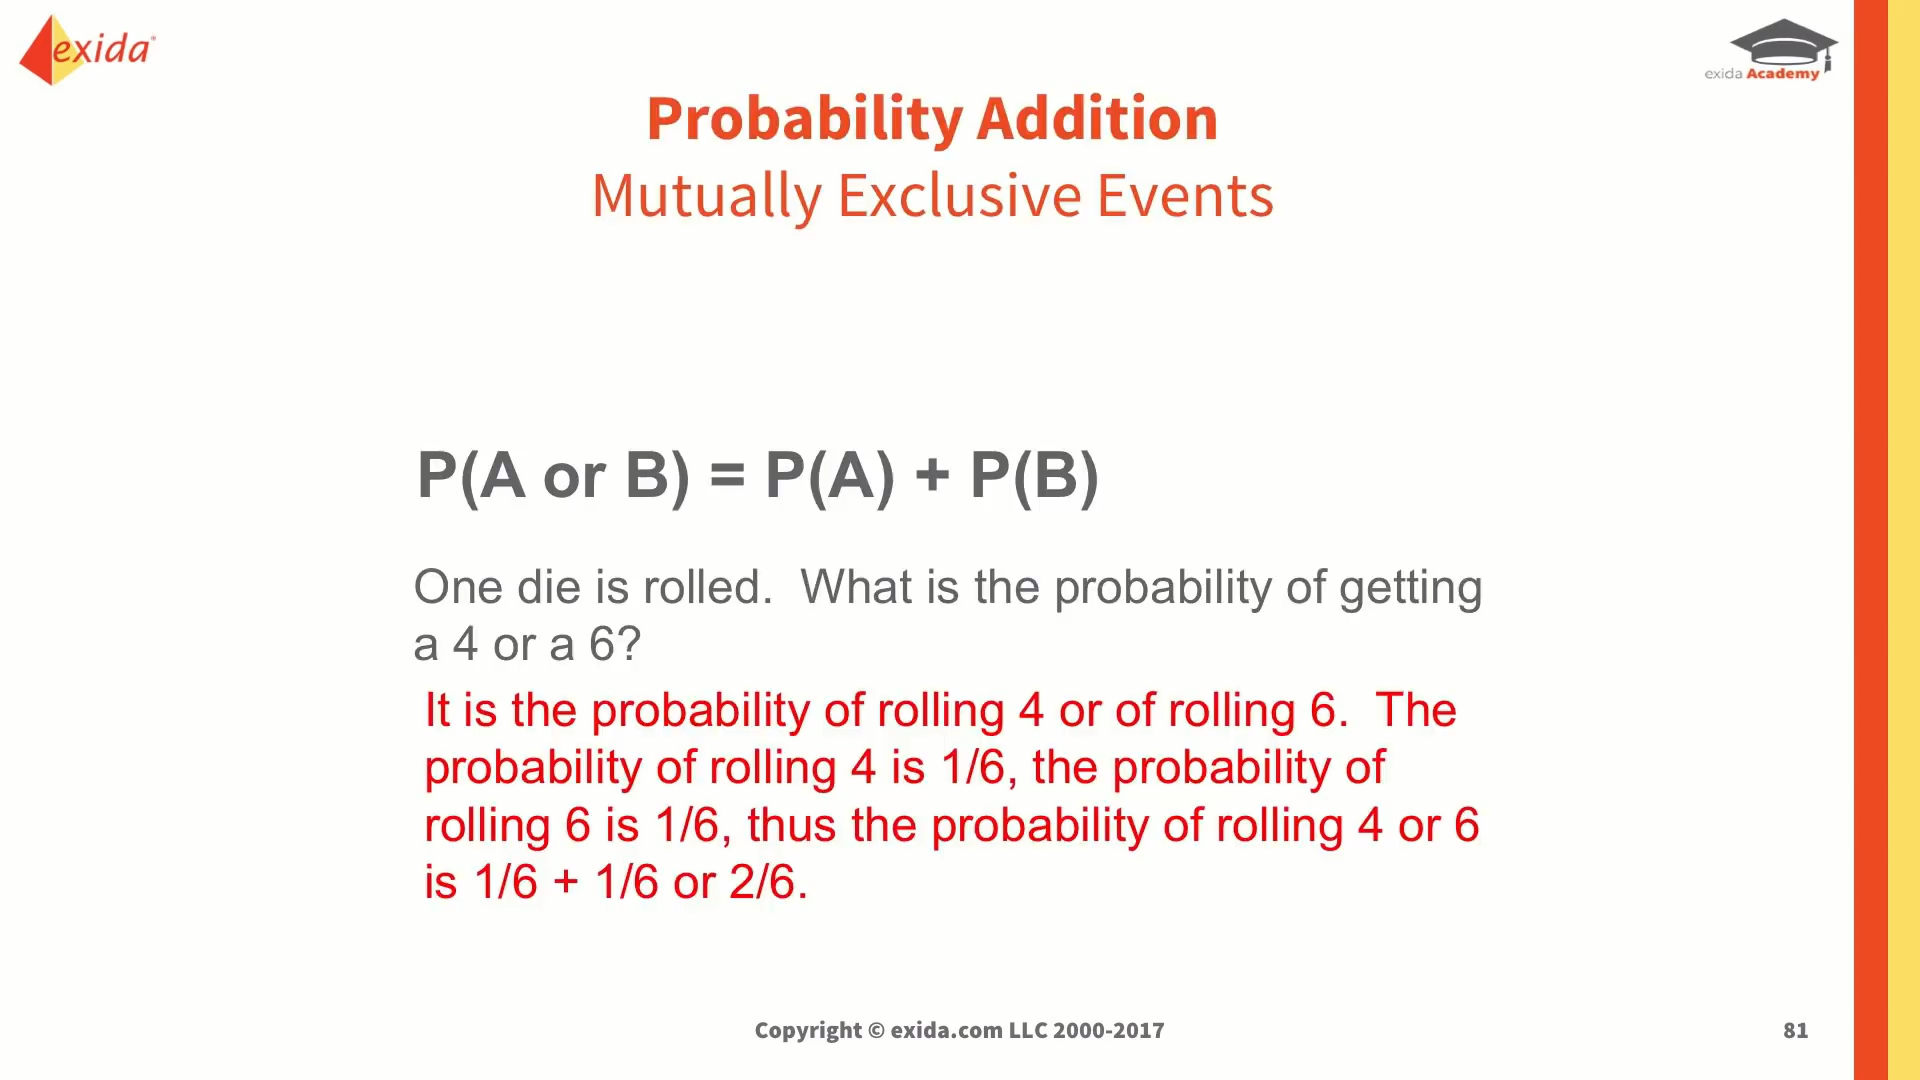 exida®
exida Academy
Probability Addition
Mutually Exclusive Events
P(A or B) = P(A) + P(B)
One die is rolled.  What is the probability of getting
a 4 or a 6?
It is the probability of rolling 4 or of rolling 6.  The
probability of rolling 4 is 1/6, the probability of
rolling 6 is 1/6, thus the probability of rolling 4 or 6
is 1/6 + 1/6 or 2/6.
Copyright © exida.com LLC 2000-2017
81